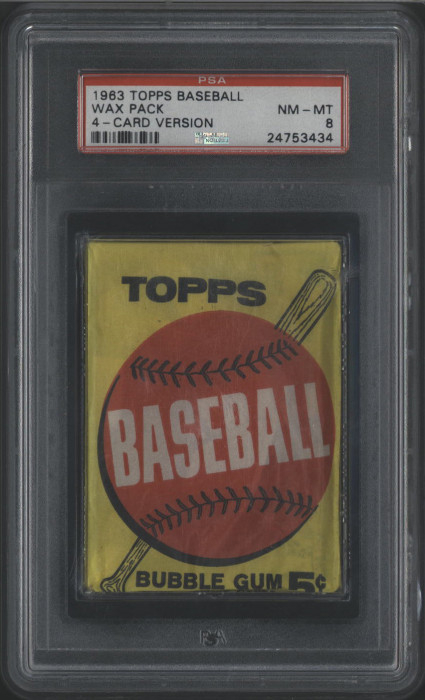 PSA
1963 TOPPS BASEBALL
WAX PACK NM - MT
4 - CARD VERSION 8
24753434
TOPPS
BASEBALL
BUBBLE GUM 5¢
PSA